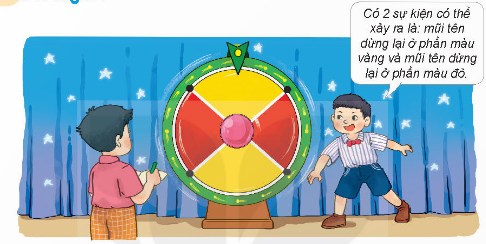 Có 2 sự kiện có thể
xảy ra là: mũi tên
dừng lại ở phần màu
vàng và mũi tên dừng
lại ở phần màu đỏ.